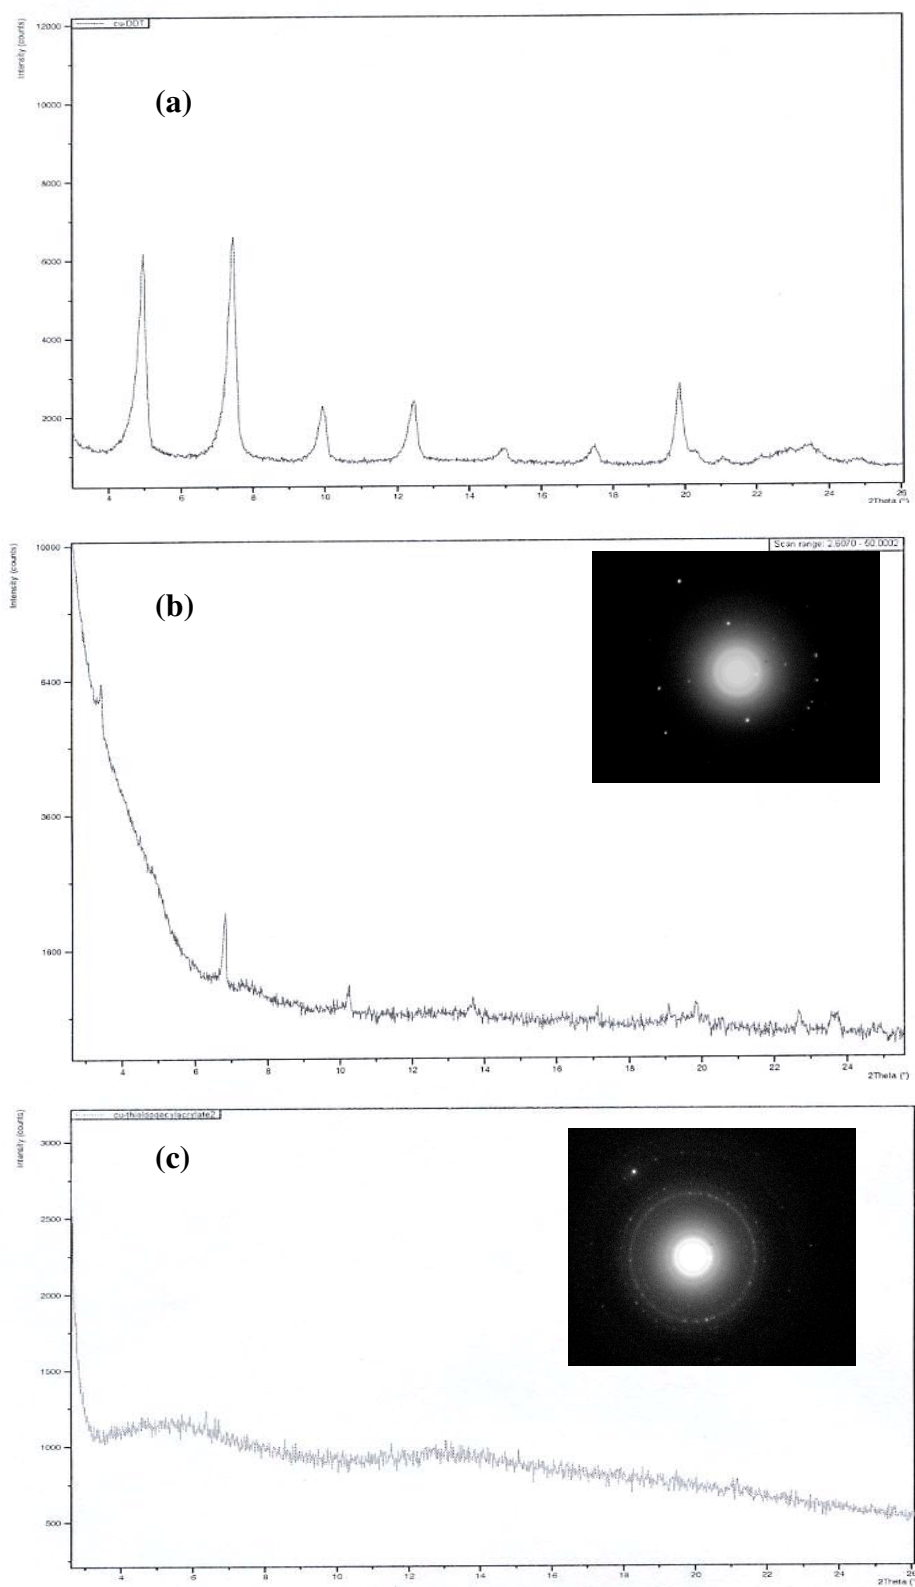 cu-DDT
Intensity (counts)
(a)
12000
10000
8000
6000
4000
2000
4 6 8 10 12 14 16 18 20 22 24 26
2Theta (°)
Scan range: 2.6070 - 60.0002
Intensity (counts)
(b)
10000
6400
3600
1600
4 6 8 10 12 14 16 18 20 22 24
2Theta (°)
Intensity (counts)
(c)
3000
2500
2000
1500
1000
500
4 6 8 10 12 14 16 18 20 22 24 26
2Theta (°)